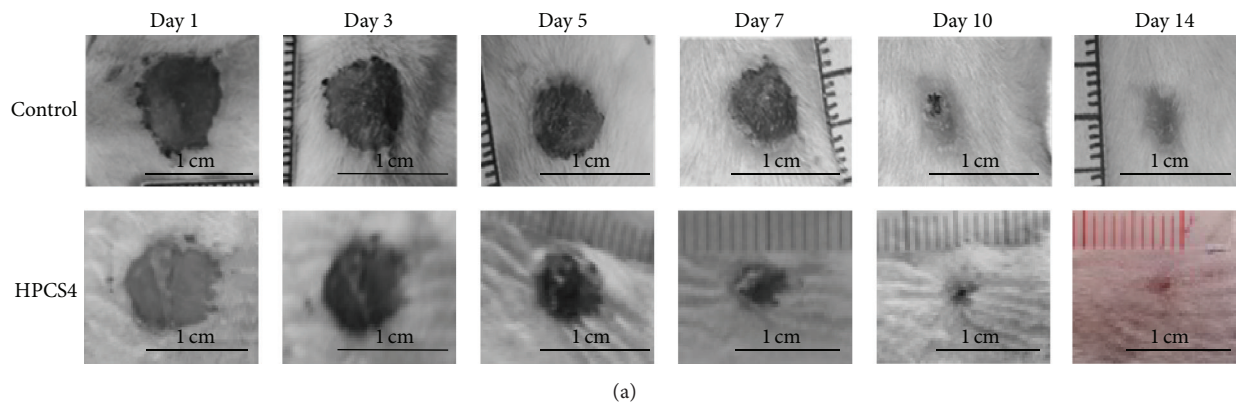 Day 1 Day 3 Day 5 Day 7 Day 10 Day 14
Control
1 cm 1 cm 1 cm 1 cm 1 cm 1 cm
HPCS4
1 cm 1 cm 1 cm 1 cm 1 cm 1 cm
(a)